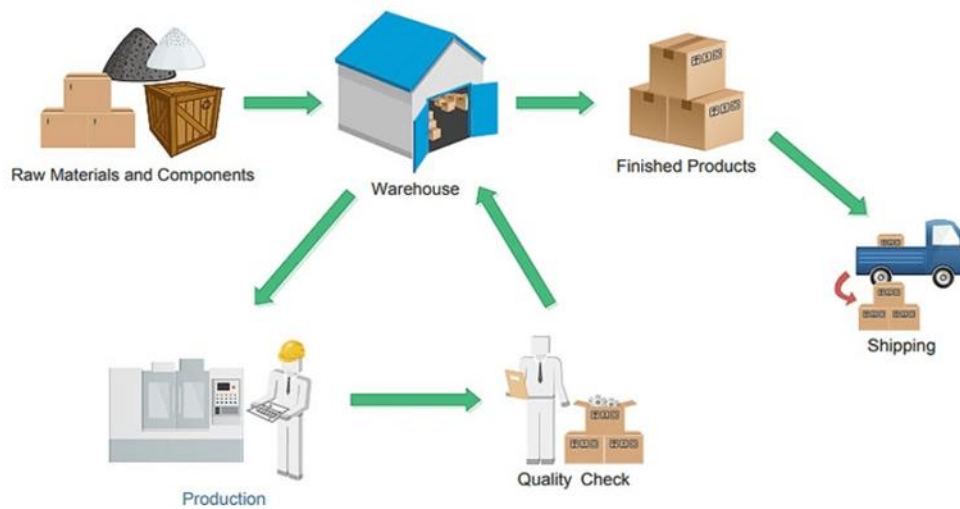 Raw Materials and Components
Warehouse
Finished Products
Shipping
Production
Quality Check